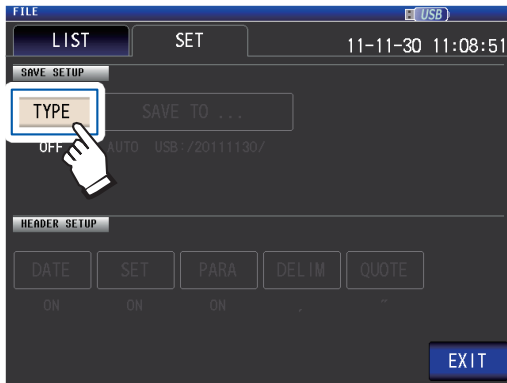 FILE USB
LIST SET 11-11-30 11:08:51
SAVE SETUP
TYPE SAVE TO ...
OFF AUTO USB:/20111130/
HEADER SETUP
DATE SET PARA DELIM QUOTE
ON ON ON , ~
EXIT